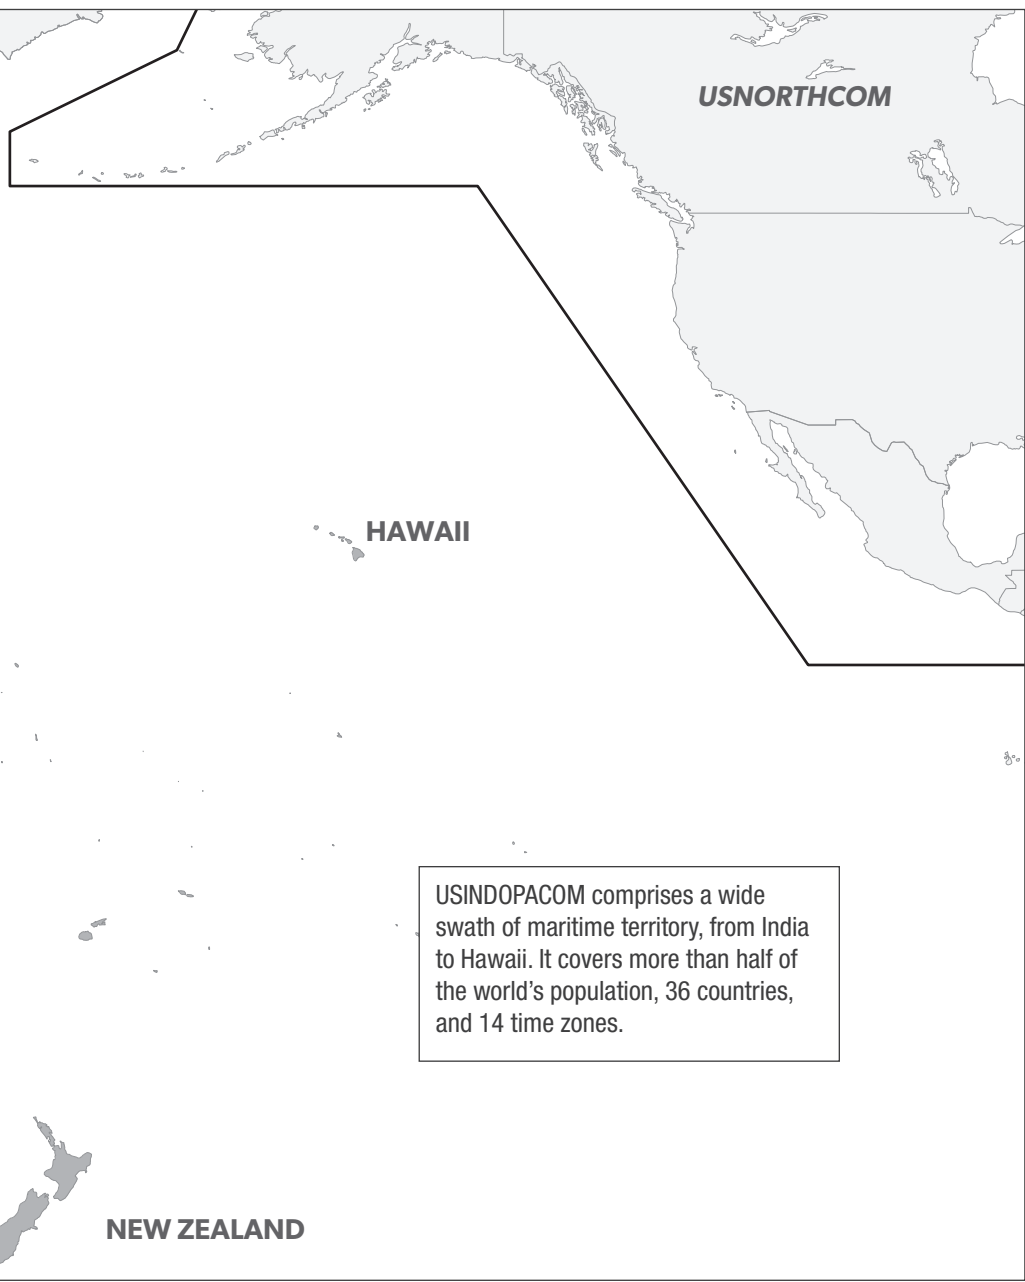 USNORTHCOM
HAWAII
USINDOPACOM comprises a wide
swath of maritime territory, from India
to Hawaii. It covers more than half of
the world’s population, 36 countries,
and 14 time zones.
NEW ZEALAND